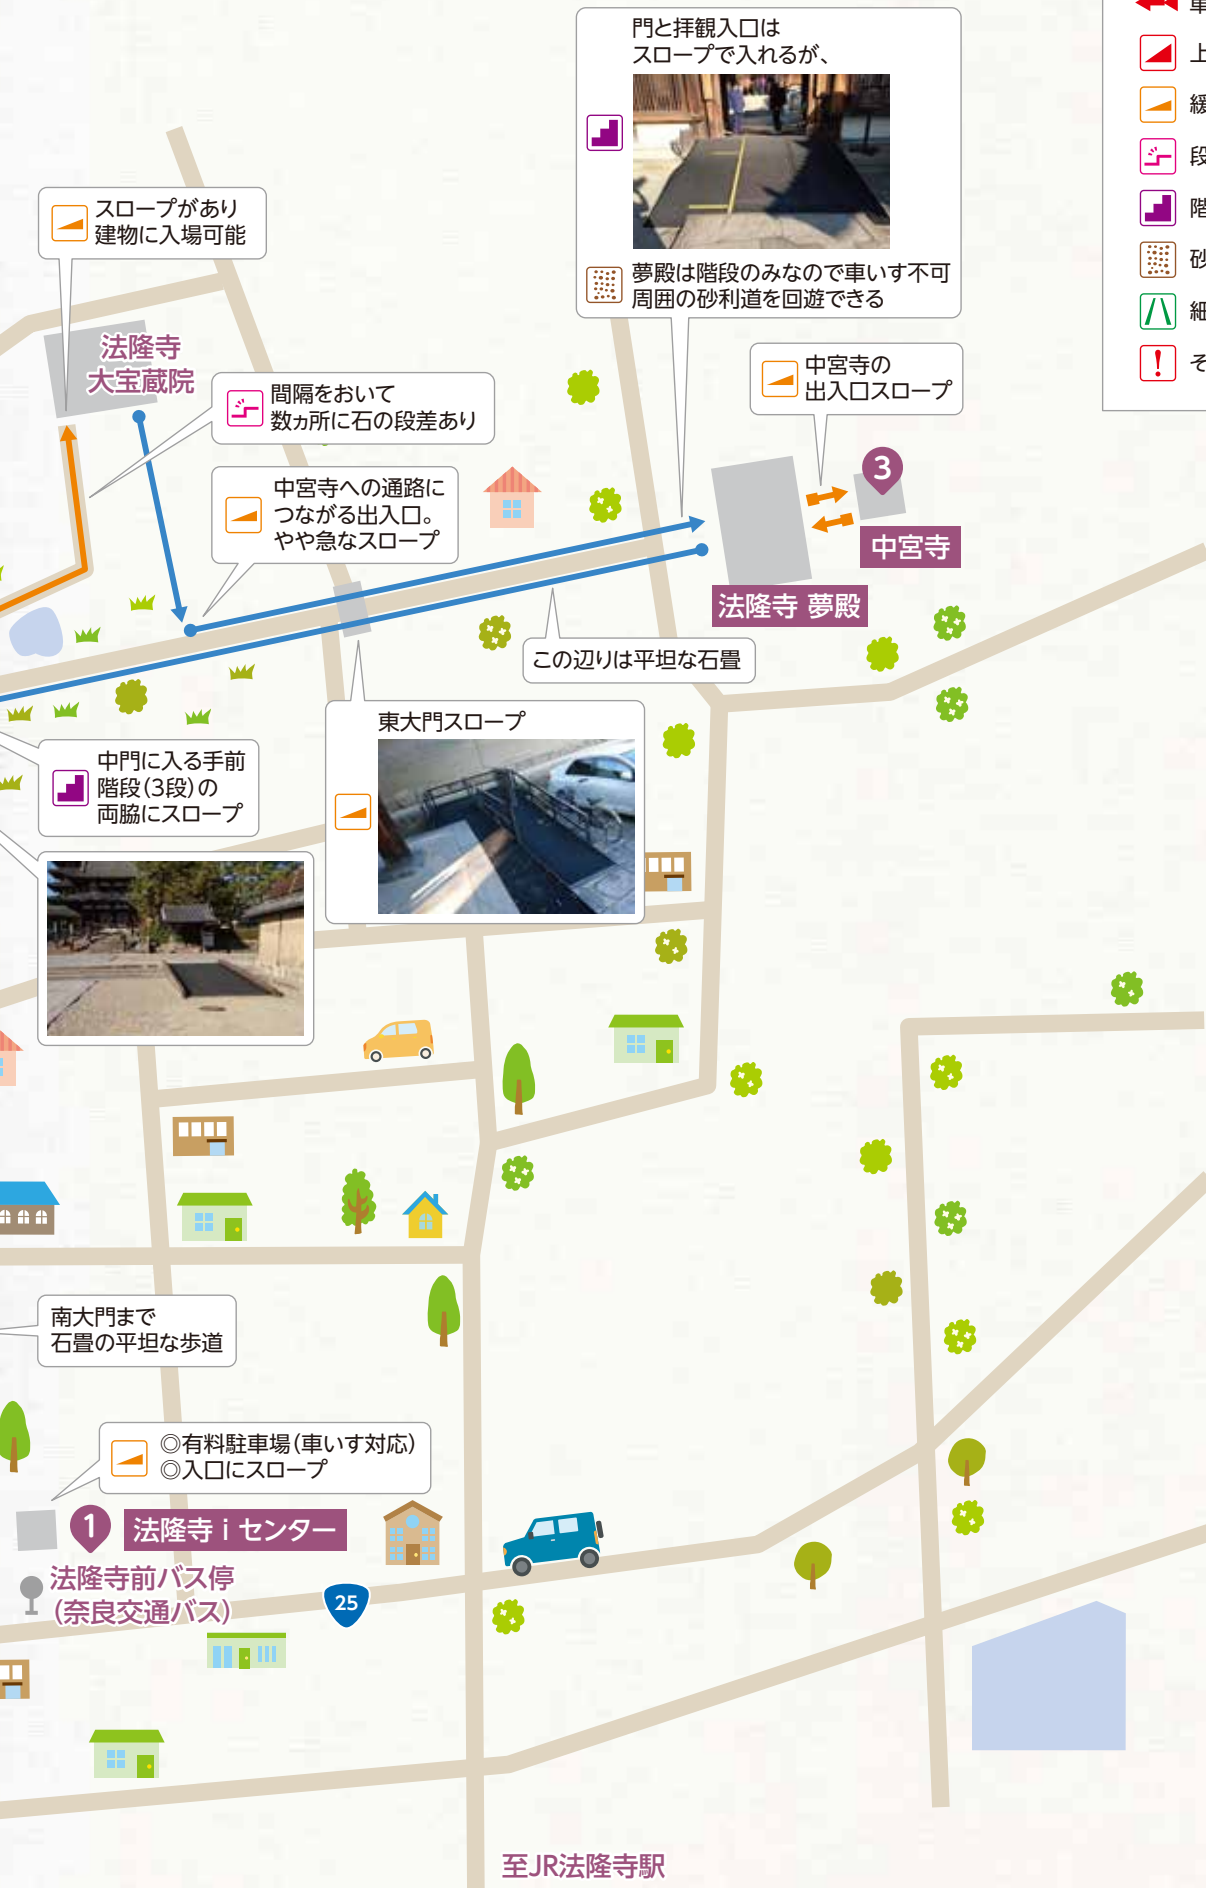 門と拝観入口は
スロープで入れるが、
夢殿は階段のみなので車いす不可
周囲の砂利道を回遊できる
上
緩
段
階
砂
細
そ
スロープがあり
建物に入場可能
法隆寺
大宝蔵院
間隔をおいて
数ヵ所に石の段差あり
中宮寺の
出入口スロープ
中宮寺への通路に
つながる出入口。
やや急なスロープ
3
中宮寺
法隆寺 夢殿
この辺りは平坦な石畳
東大門スロープ
中門に入る手前
階段(3段)の
両脇にスロープ
南大門まで
石畳の平坦な歩道
◎有料駐車場(車いす対応)
◎入口にスロープ
1
法隆寺 i センター
法隆寺前バス停
(奈良交通バス)
25
至JR法隆寺駅